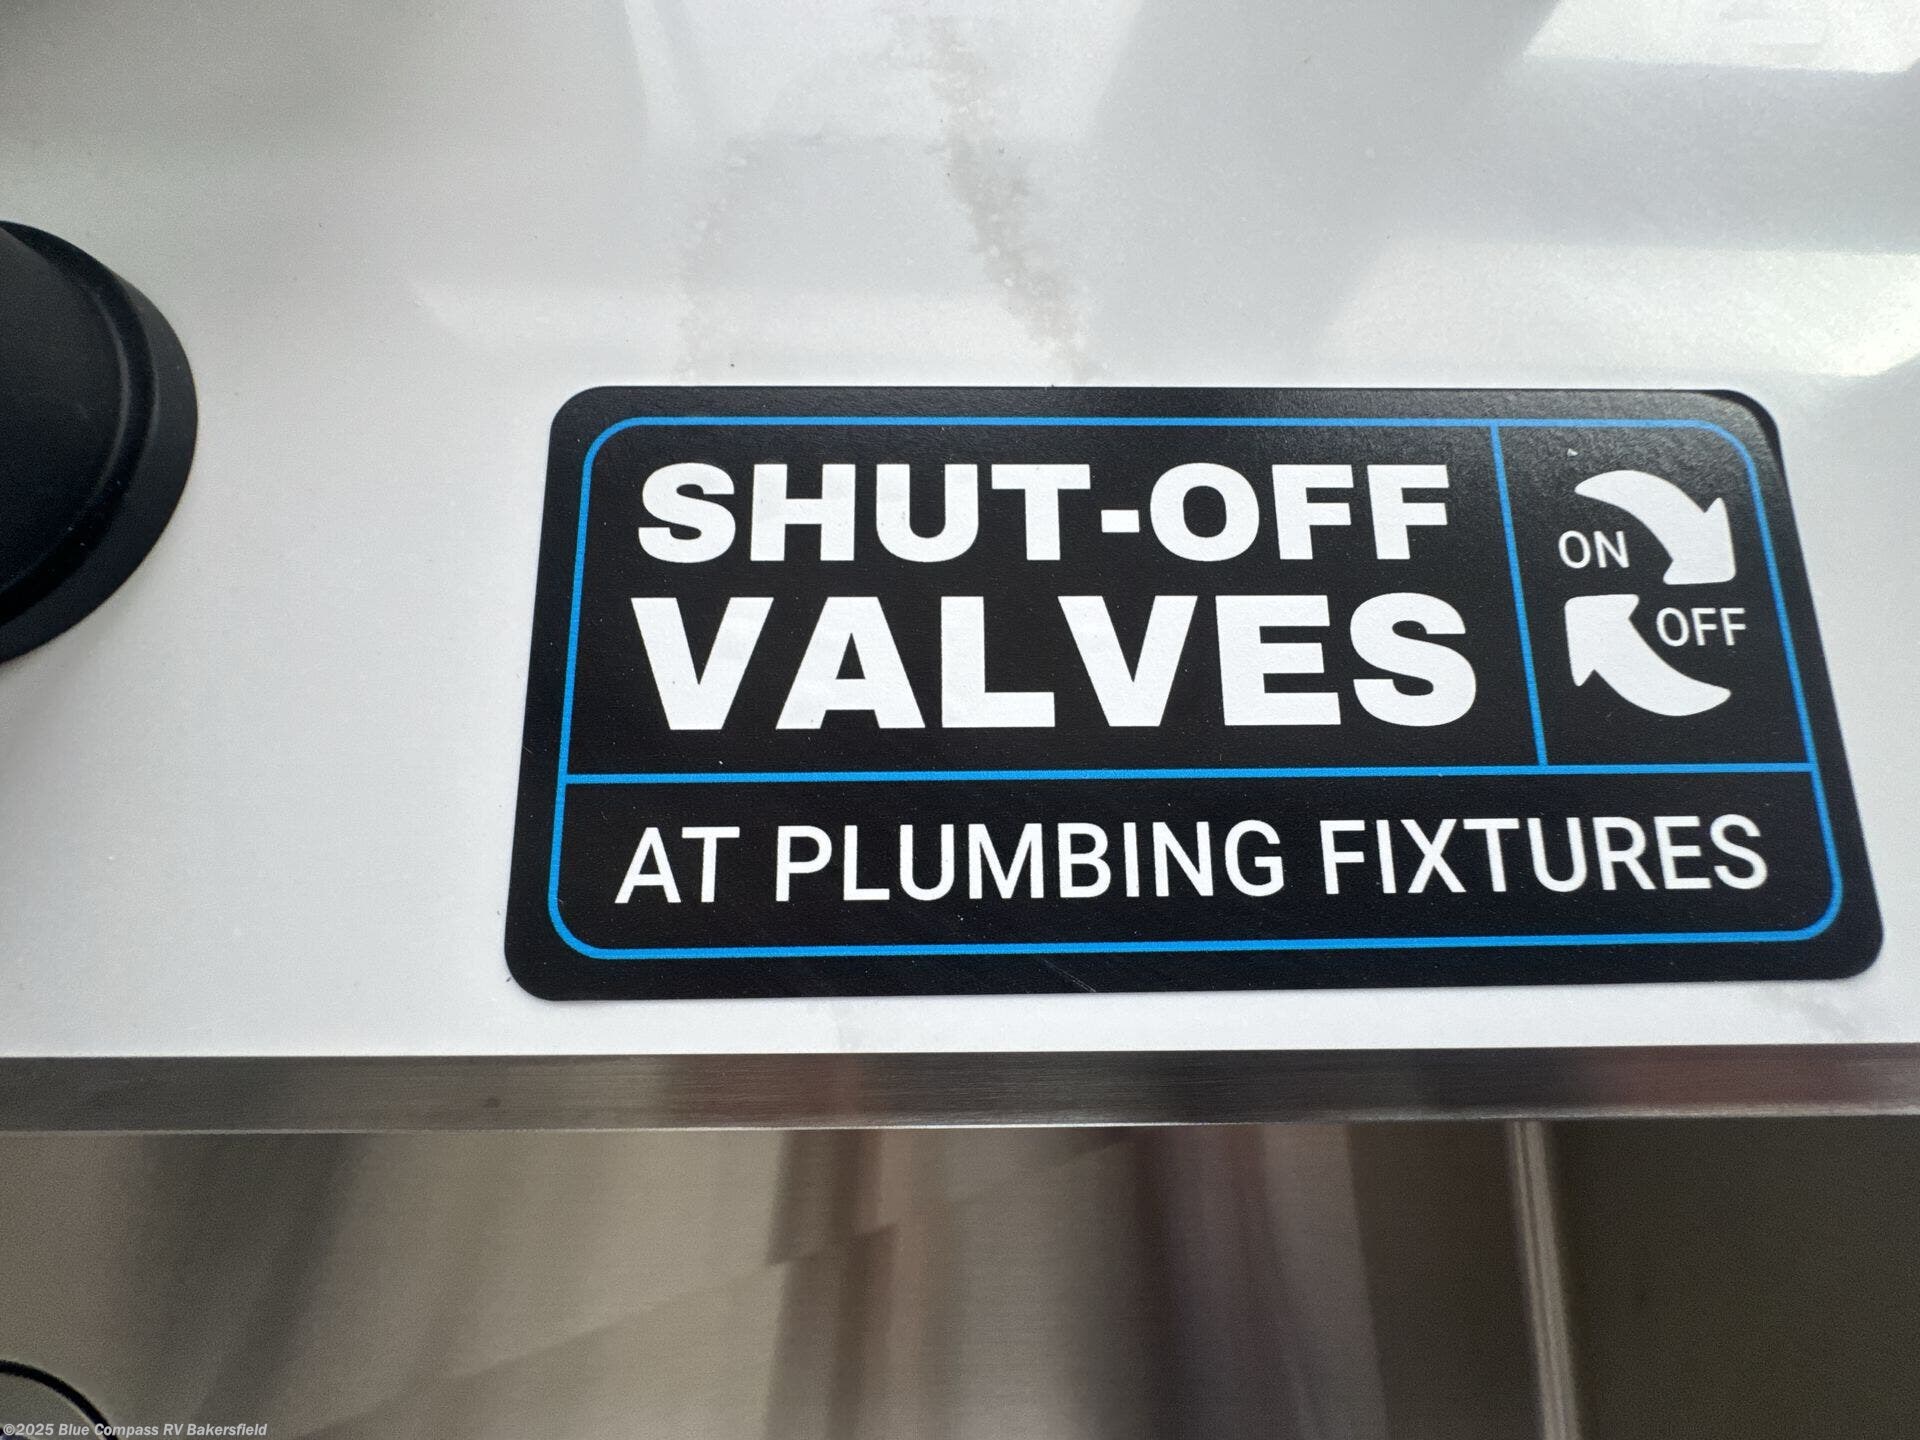 SHUT-OFF
VALVES
ON
OFF
AT PLUMBING FIXTURES
©2025 Blue Compass RV Bakersfield